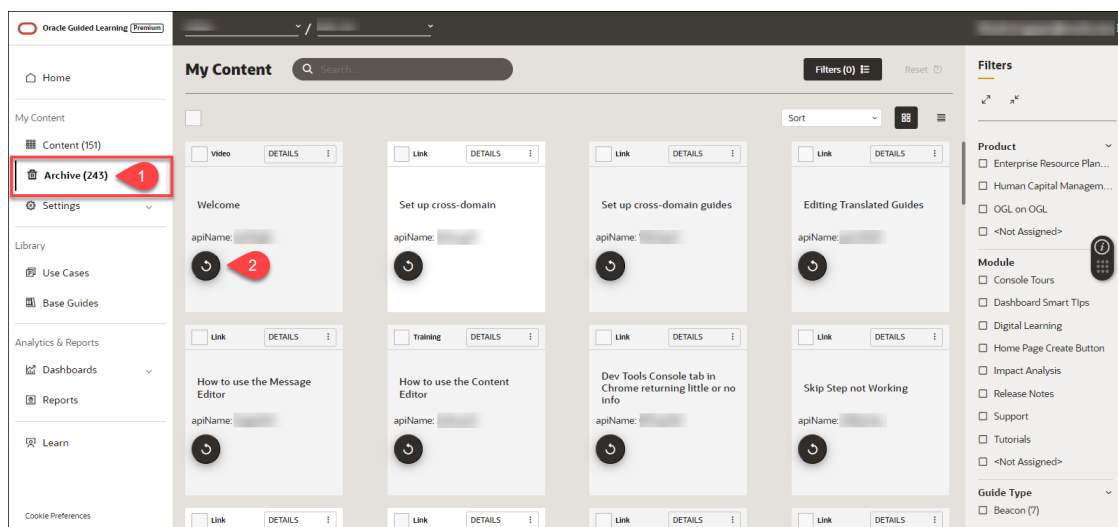 Oracle Guided Learning Premium
/
Home
My Content
Content (151)
Archive (243)
1
Settings
Library
Use Cases
Base Guides
Analytics & Reports
Dashboards
Reports
Learn
Cookie Preferences
My Content
Search...
Filters (0)
Reset
Sort
Video DETAILS
Welcome
apiName:
2
Link DETAILS
Set up cross-domain
apiName:
Link DETAILS
Set up cross-domain guides
apiName:
Link DETAILS
Editing Translated Guides
apiName:
Link DETAILS
How to use the Message
Editor
apiName:
Training DETAILS
How to use the Content
Editor
apiName:
Link DETAILS
Dev Tools Console tab in
Chrome returning little or no
info
apiName:
Link DETAILS
Skip Step not Working
apiName:
Link DETAILS
Link DETAILS
Link DETAILS
Link DETAILS
Filters
Product
Enterprise Resource Plan...
Human Capital Managem...
OGL on OGL
<Not Assigned>
Module
Console Tours
Dashboard Smart TIps
Digital Learning
Home Page Create Button
Impact Analysis
Release Notes
Support
Tutorials
<Not Assigned>
Guide Type
Beacon (7)